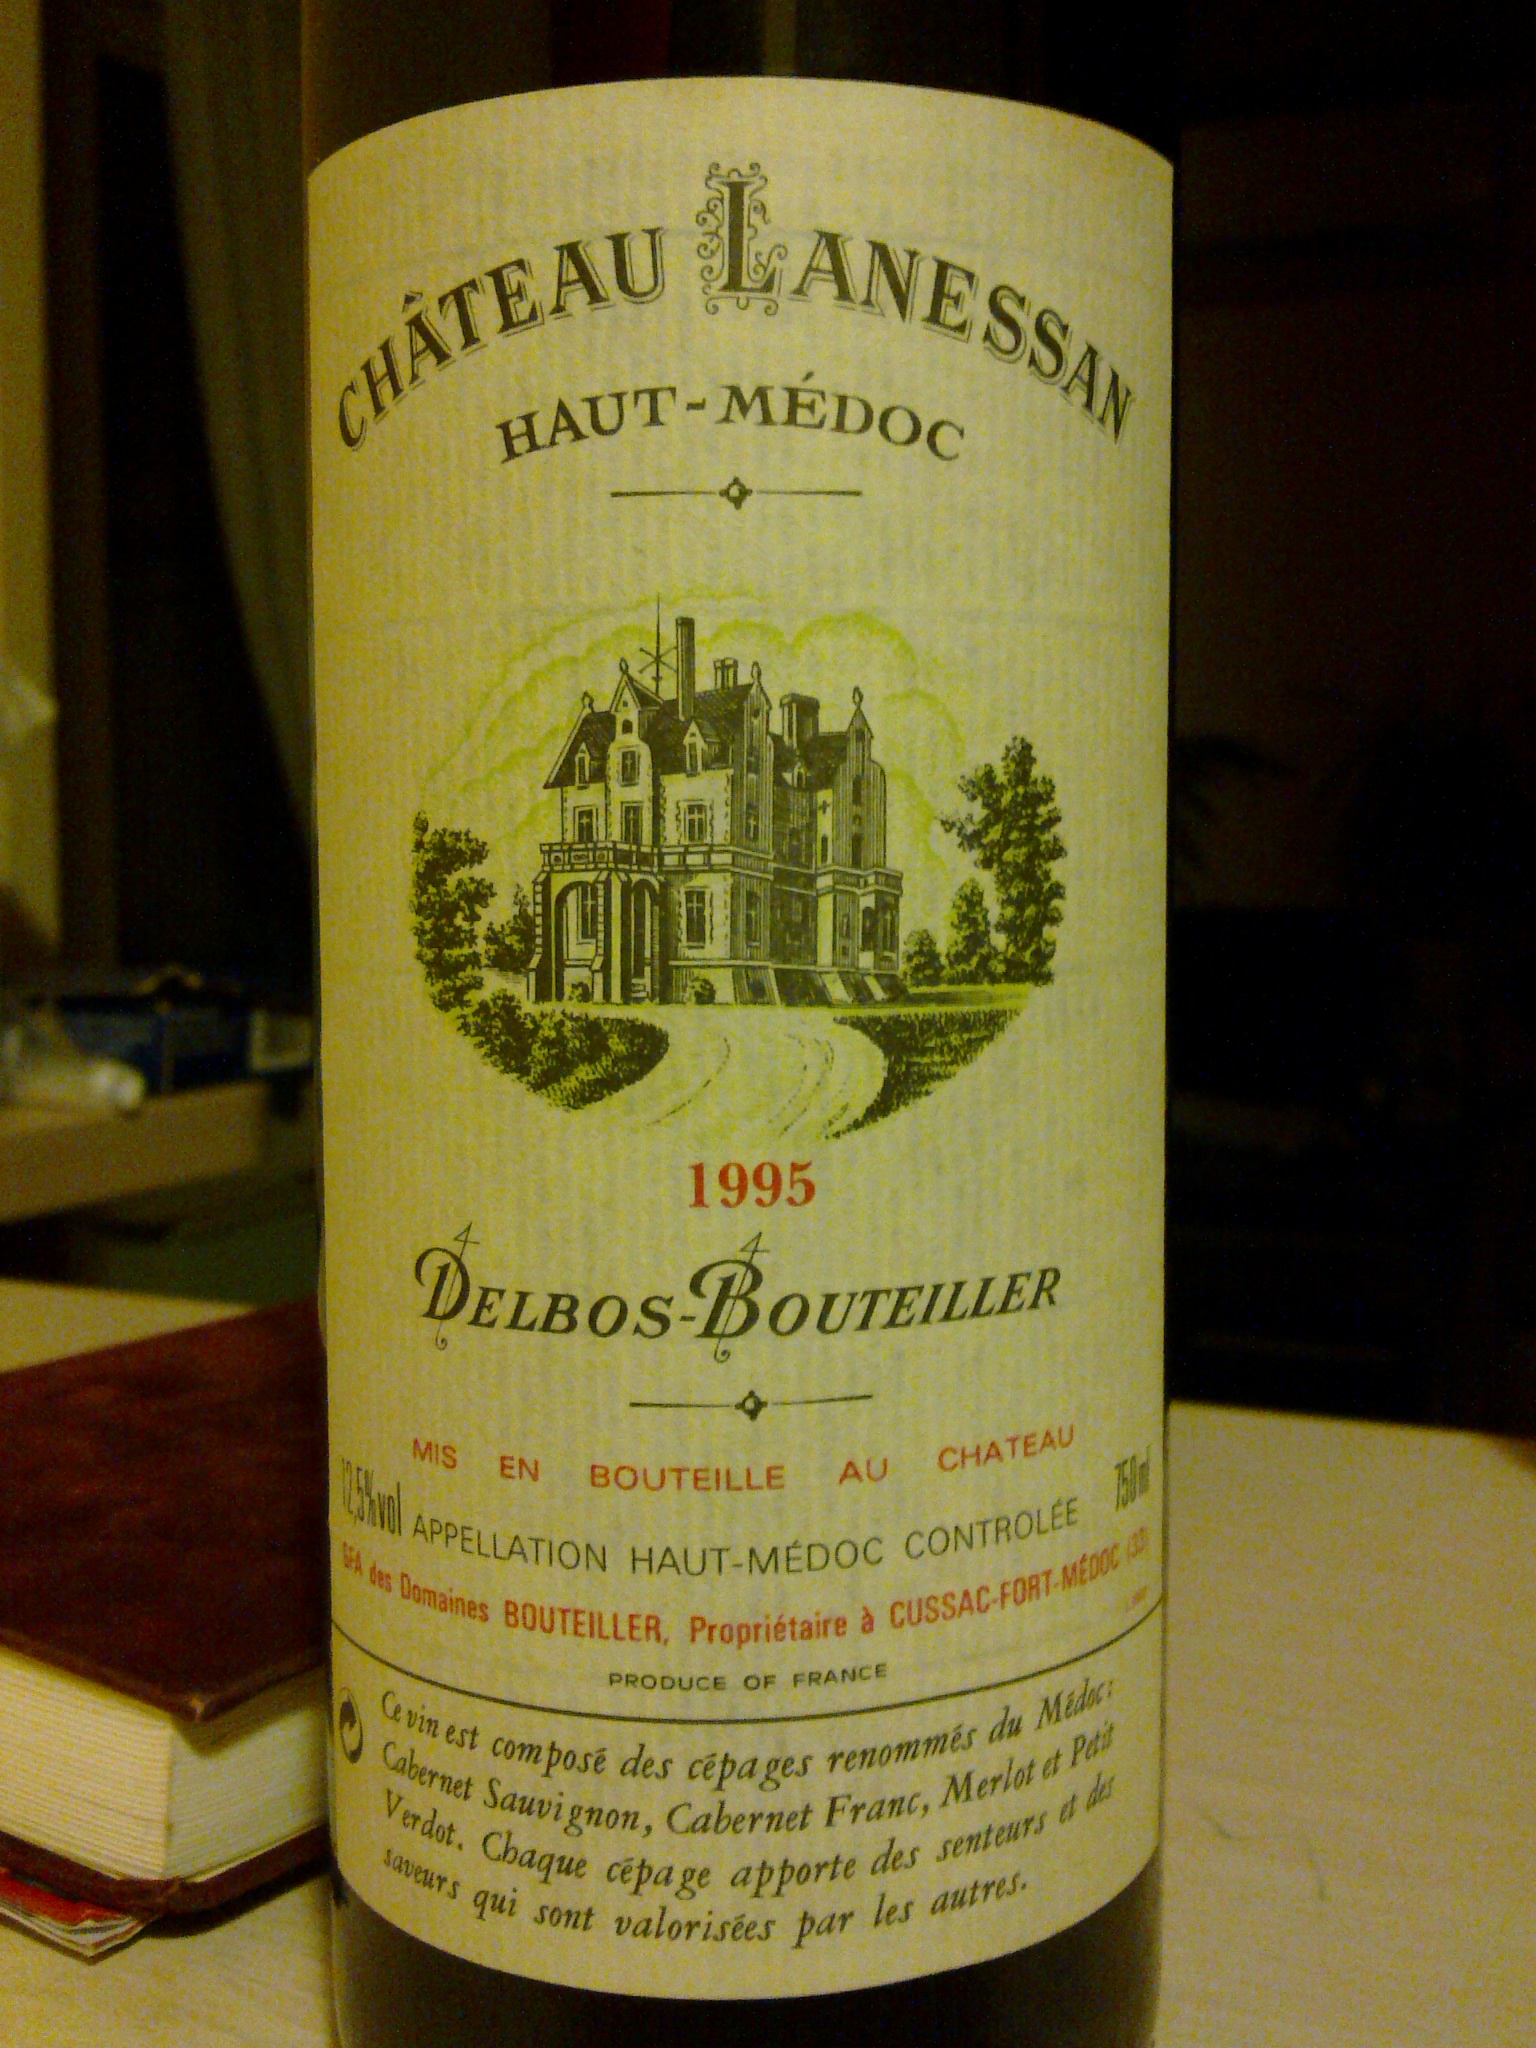 CHÂTEAU LANESSAN
HAUT-MÉDOC
1995
DELBOS-BOUTEILLER
MIS EN BOUTEILLE AU CHATEAU
12,5%vol APPELLATION HAUT-MÉDOC CONTROLÉE 750 ml
GFA des Domaines BOUTEILLER, Propriétaire à CUSSAC-FORT-MÉDOC (33)
PRODUCE OF FRANCE
Ce vin est composé des cépages renommés du Médoc:
Cabernet Sauvignon, Cabernet Franc, Merlot et Petit
Verdot. Chaque cépage apporte des senteurs et des
saveurs qui sont valorisées par les autres.